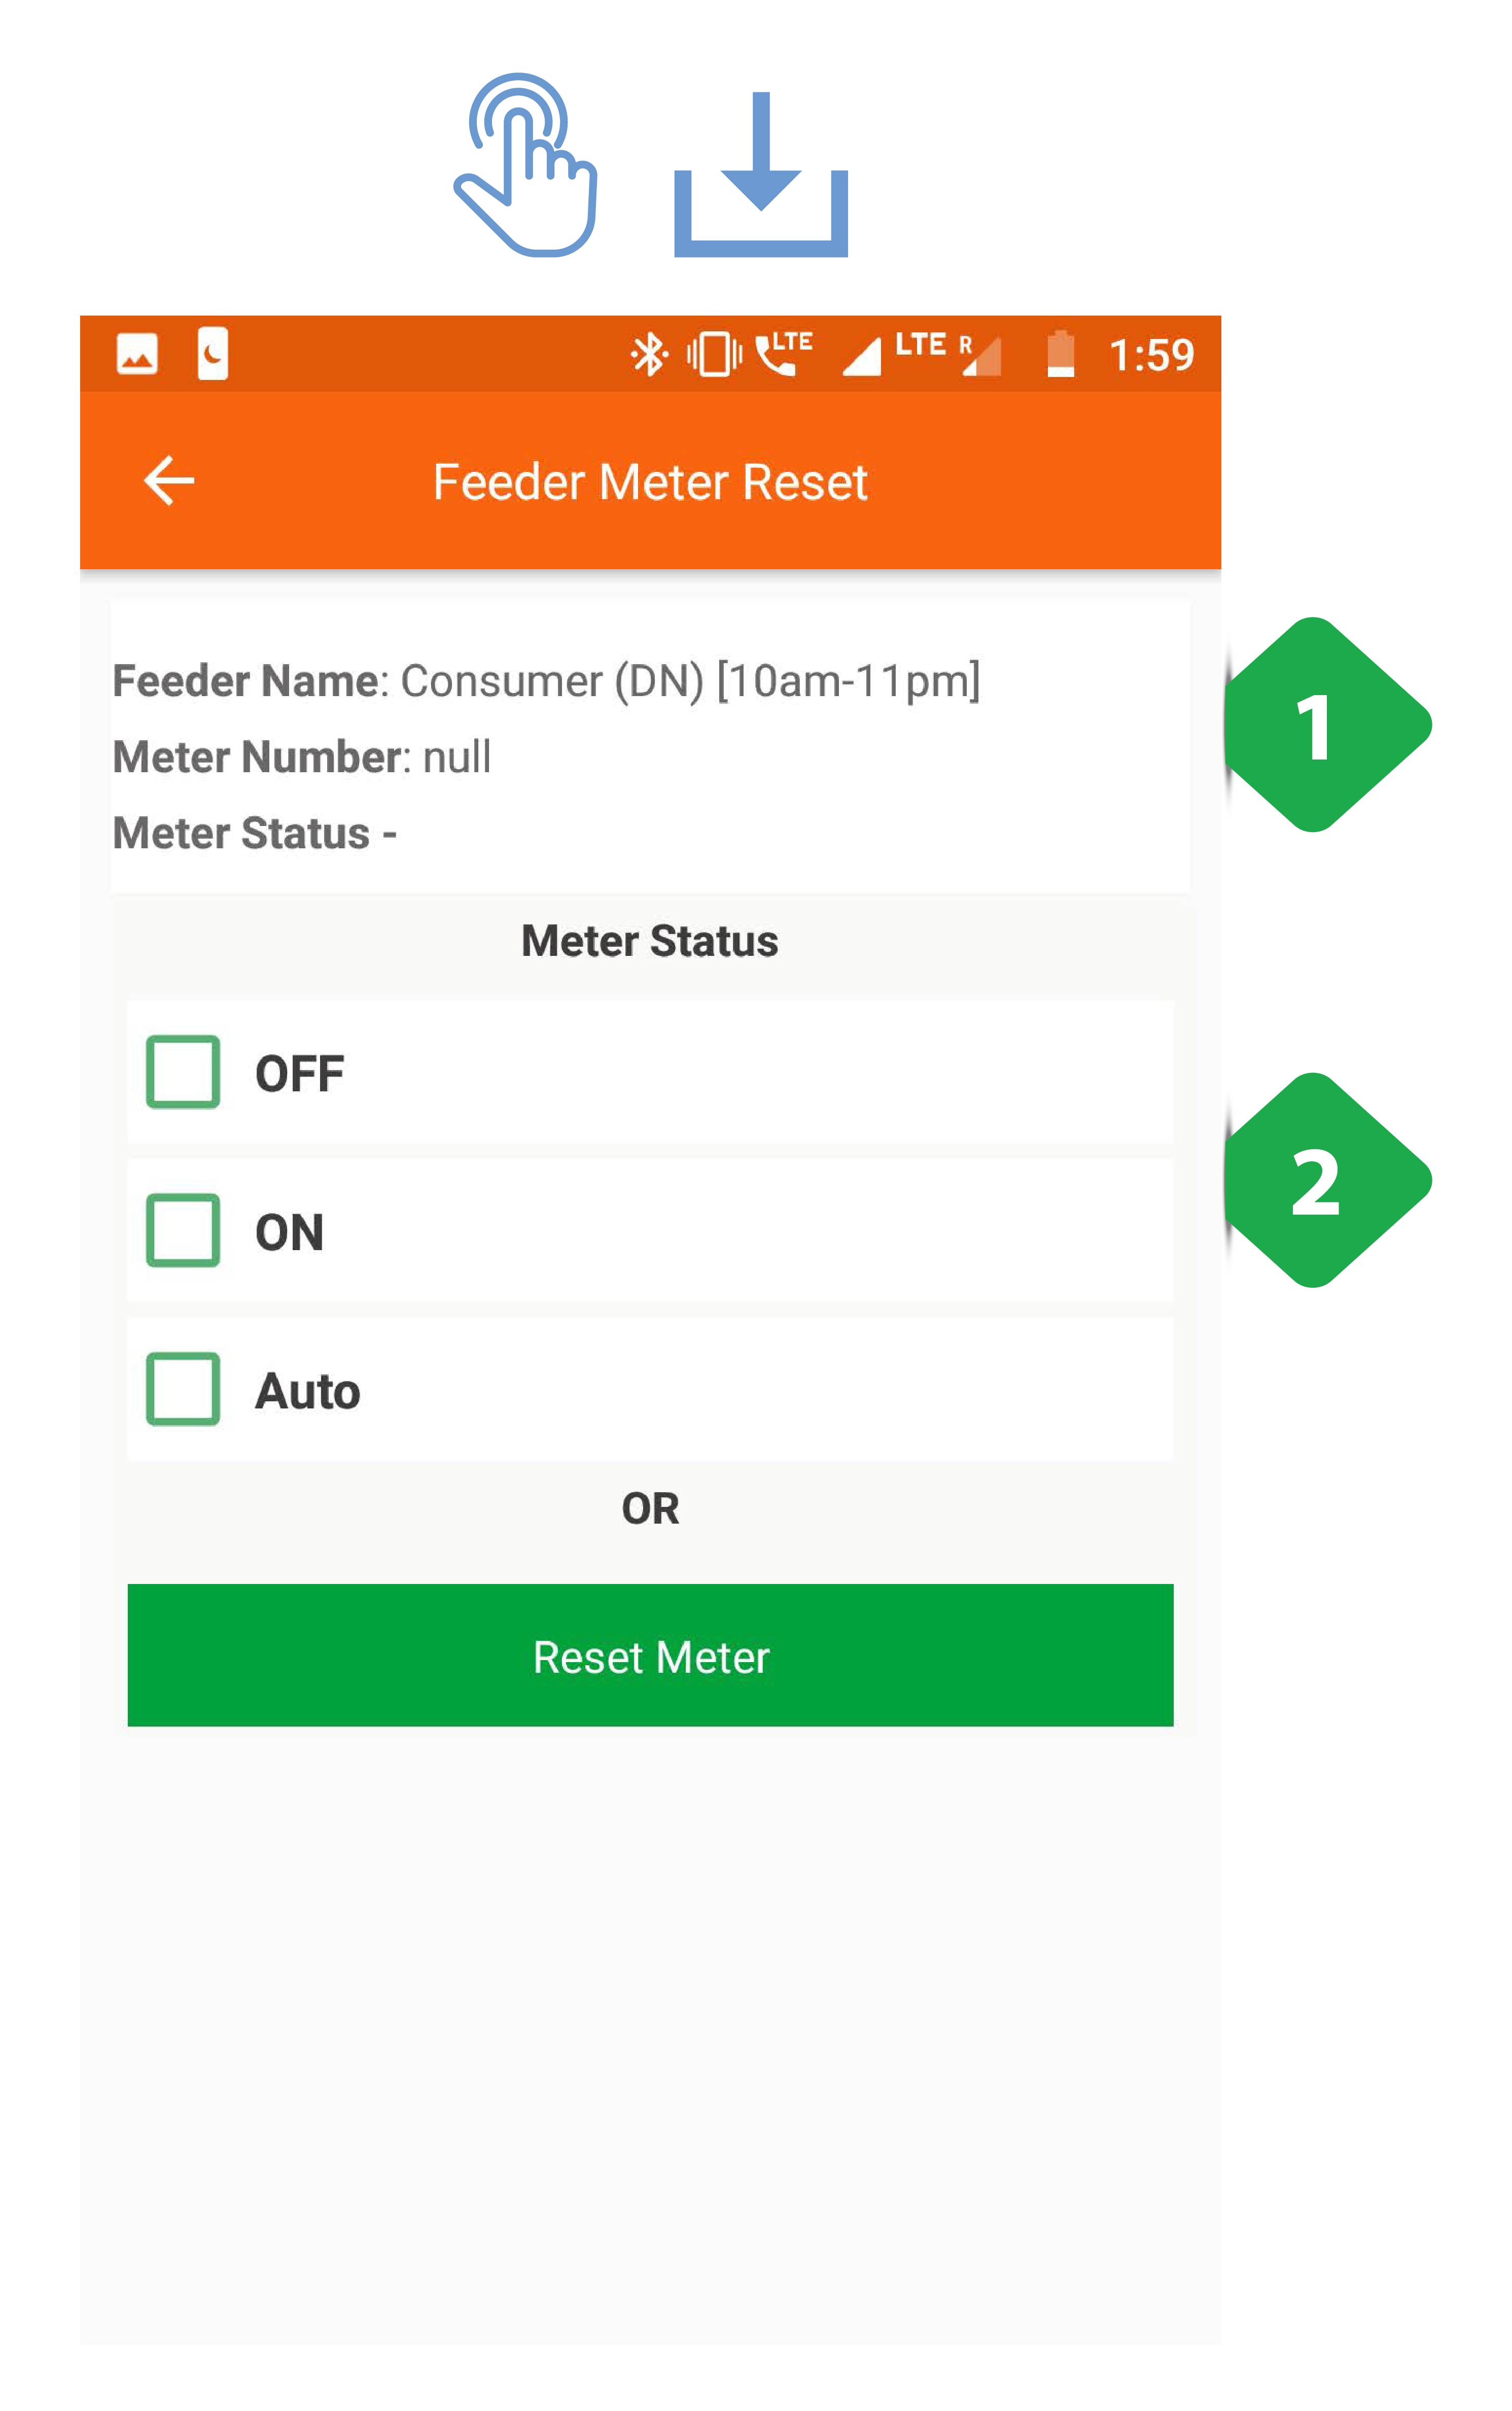 LTE LTE R 1:59
Feeder Meter Reset
Feeder Name: Consumer (DN) [10am-11pm]
1
Meter Number: null
Meter Status -
Meter Status
OFF
2
ON
Auto
OR
Reset Meter